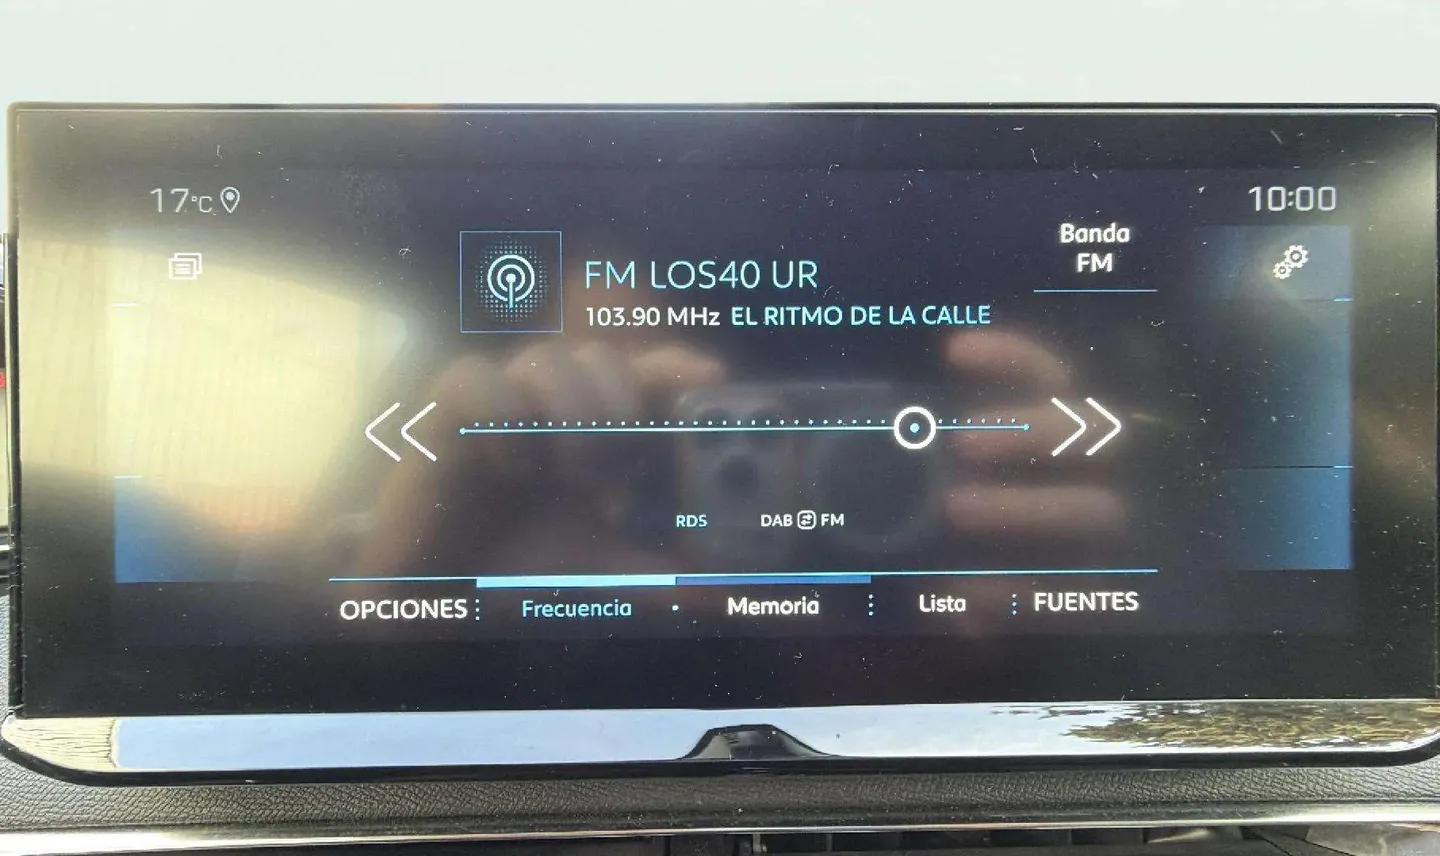 17°C
10:00
Banda
FM
FM LOS40 UR
103.90 MHz EL RITMO DE LA CALLE
RDS DAB FM
OPCIONES Frecuencia Memoria Lista FUENTES